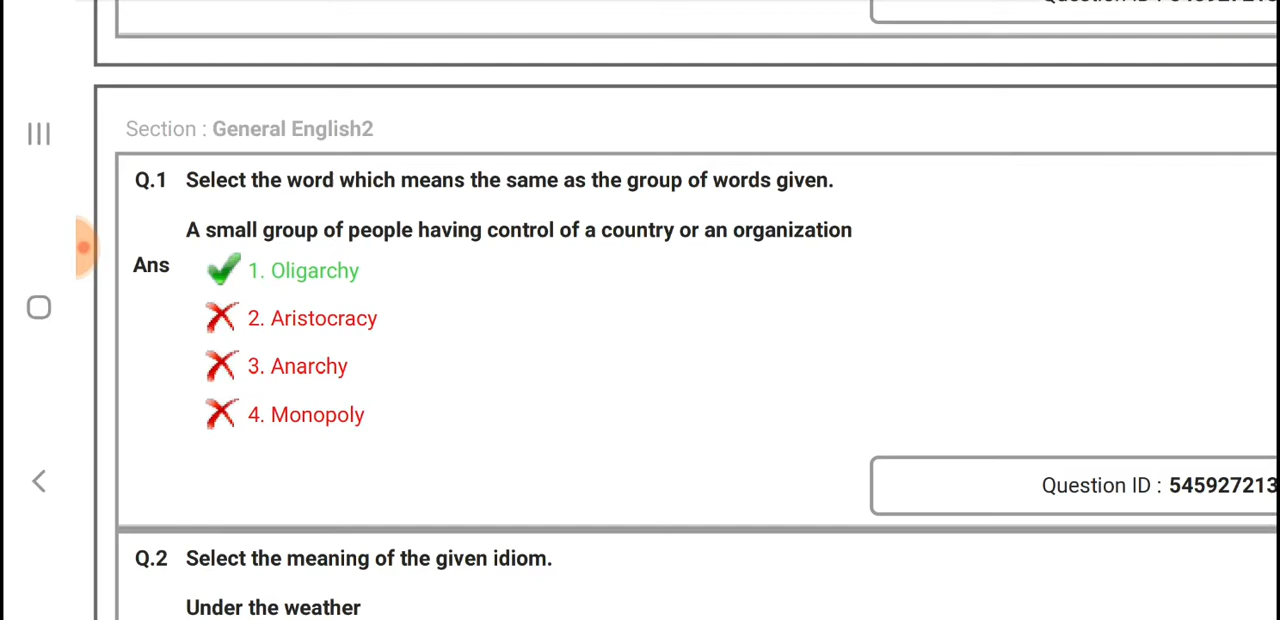 Section : General English2
Q.1 Select the word which means the same as the group of words given.
A small group of people having control of a country or an organization
Ans 1. Oligarchy
2. Aristocracy
3. Anarchy
4. Monopoly
Question ID : 545927213
Q.2 Select the meaning of the given idiom.
Under the weather